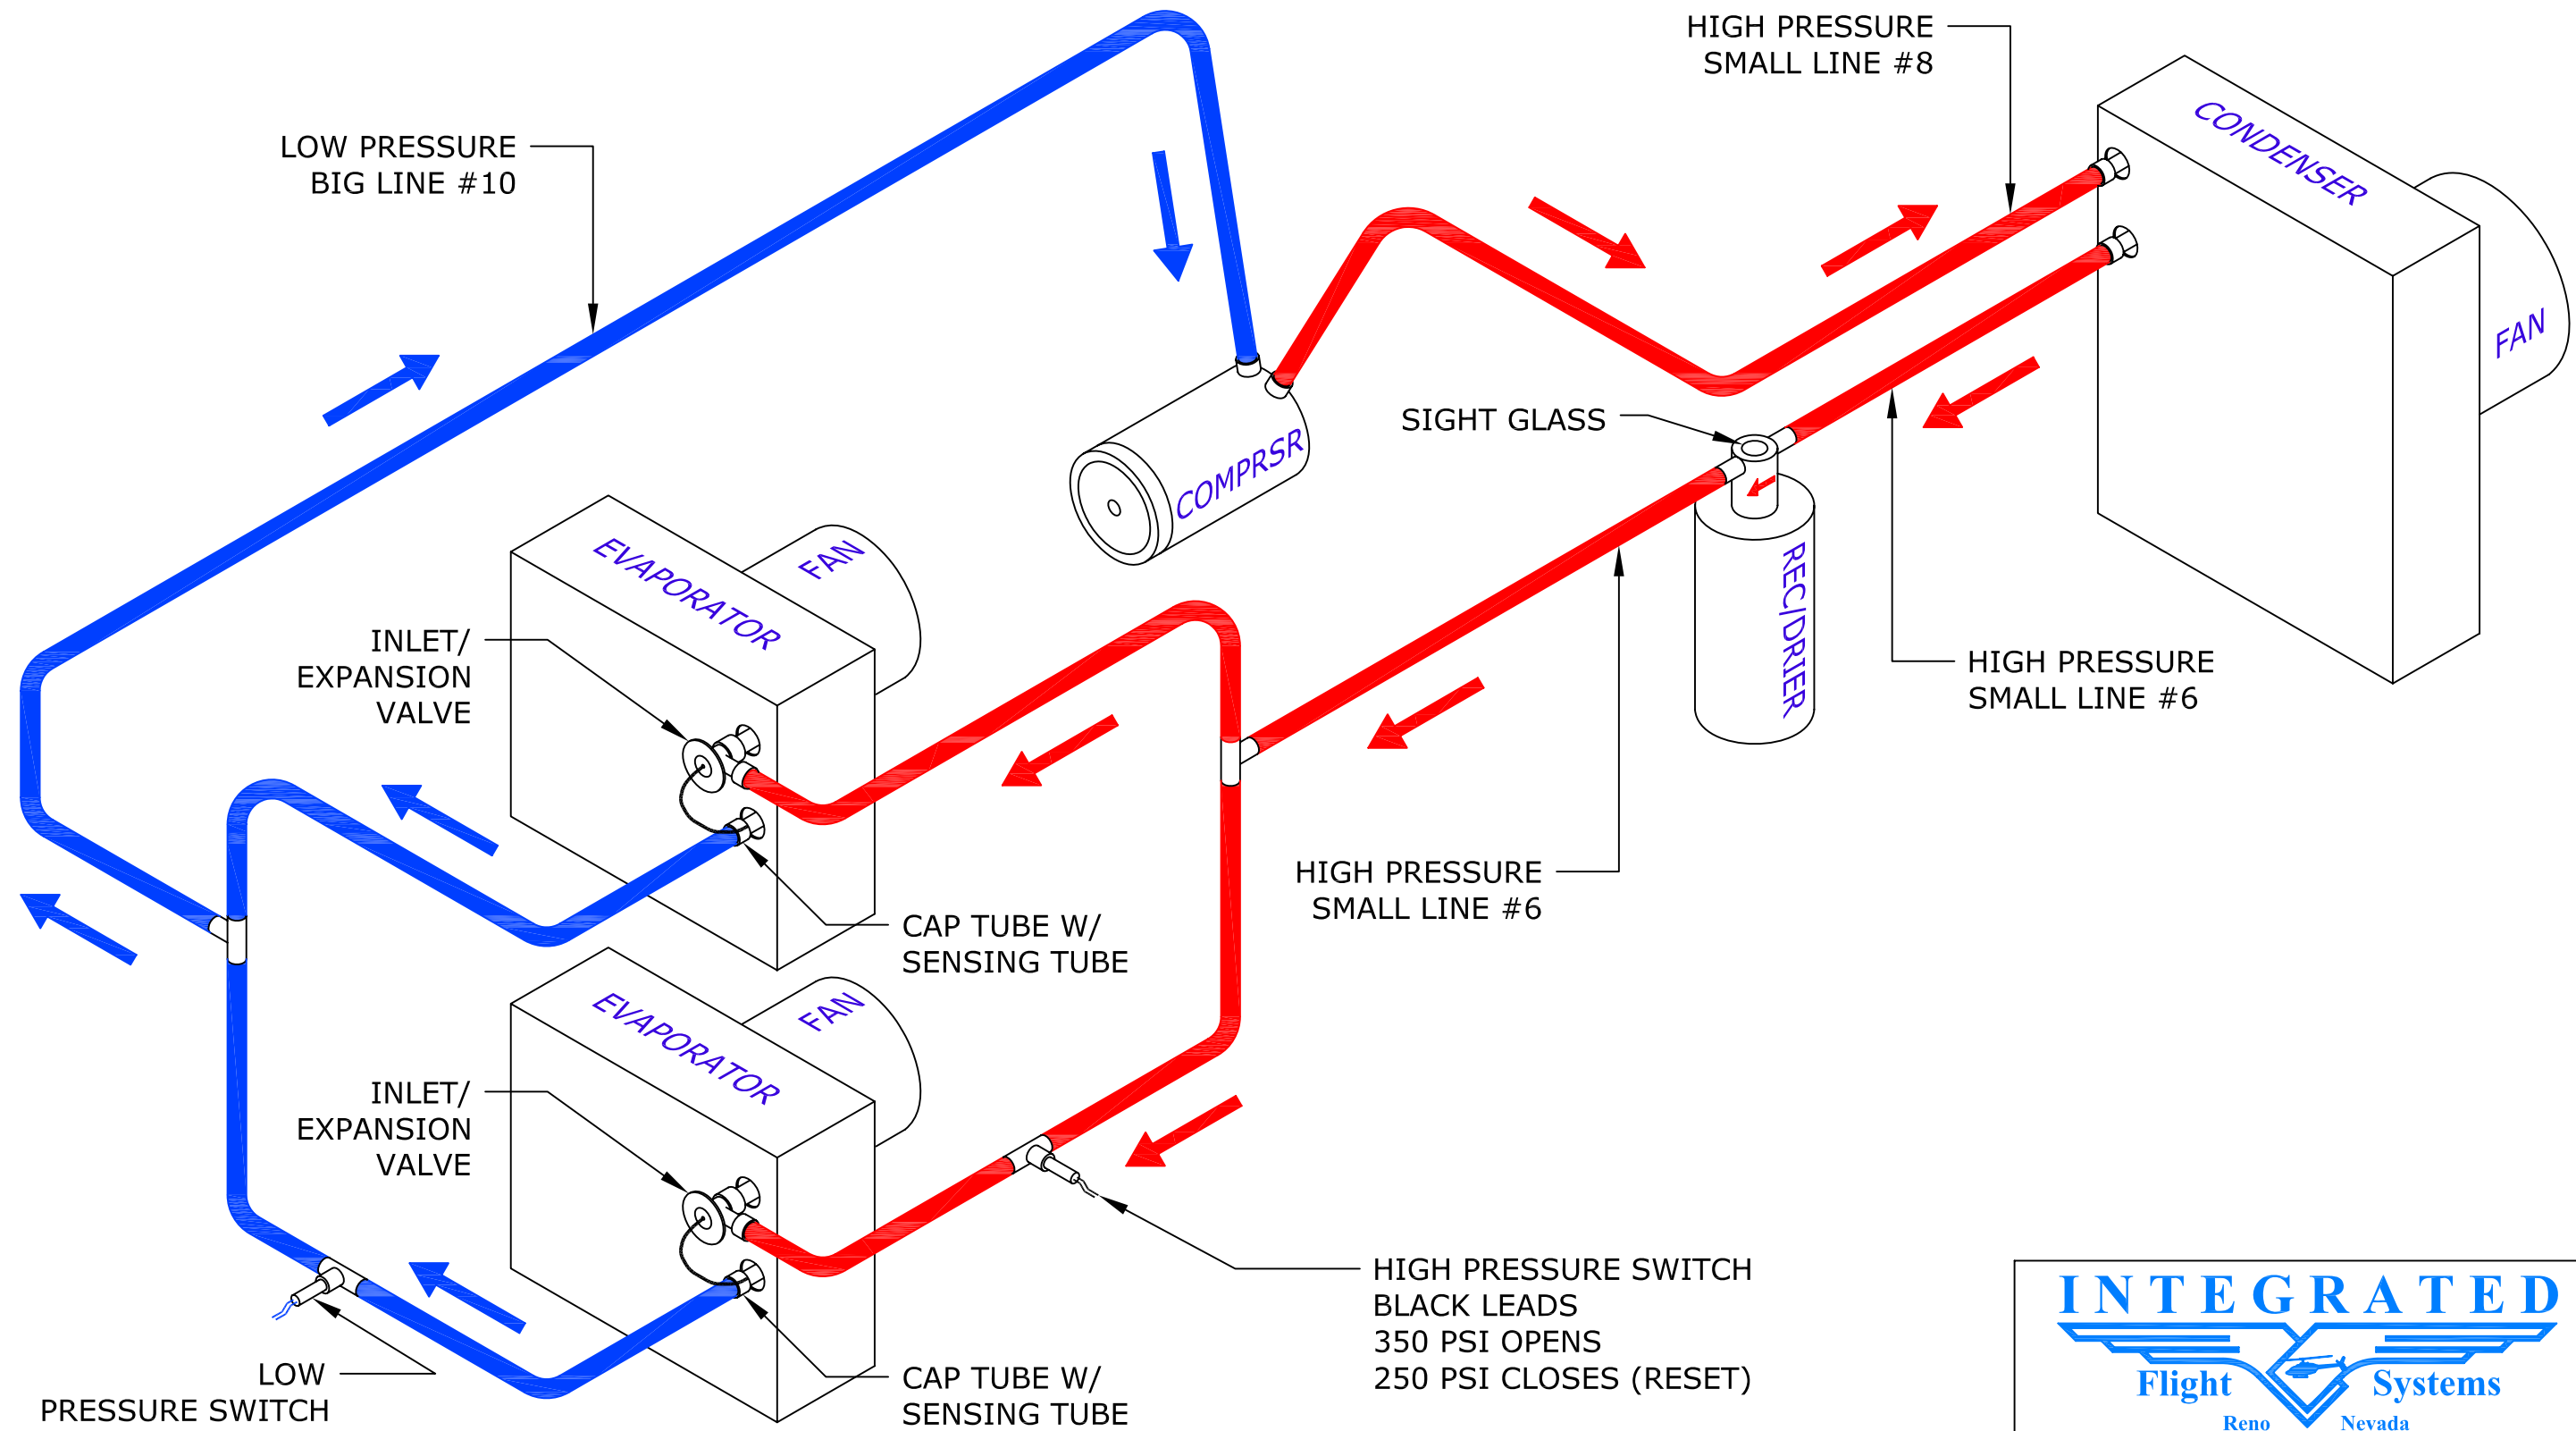 HIGH PRESSURE
SMALL LINE #8
CONDENSER
FAN
LOW PRESSURE
BIG LINE #10
SIGHT GLASS
COMPRSR
REC/DRIER
EVAPORATOR
FAN
INLET/
EXPANSION
VALVE
HIGH PRESSURE
SMALL LINE #6
HIGH PRESSURE
SMALL LINE #6
CAP TUBE W/
SENSING TUBE
EVAPORATOR
FAN
INLET/
EXPANSION
VALVE
HIGH PRESSURE SWITCH
BLACK LEADS
350 PSI OPENS
250 PSI CLOSES (RESET)
LOW
PRESSURE SWITCH
CAP TUBE W/
SENSING TUBE
INTEGRATED
Flight Systems
Reno Nevada